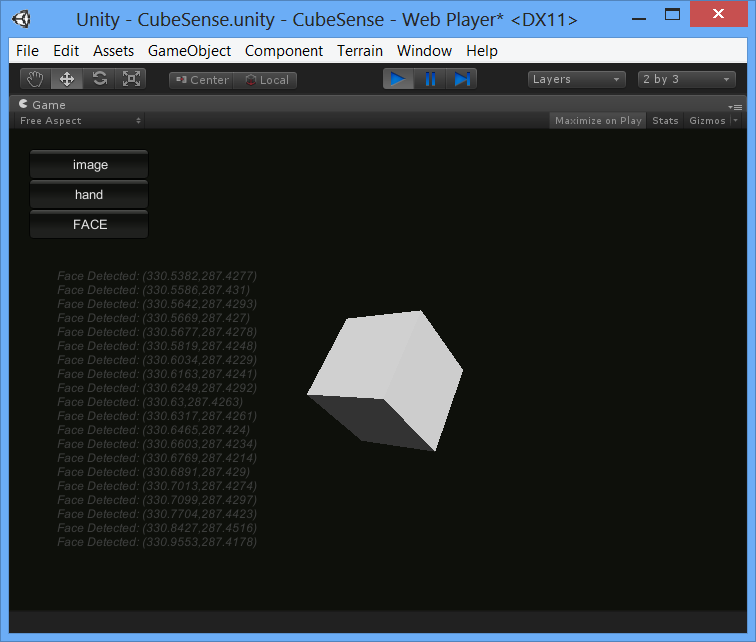 Unity - CubeSense.unity - CubeSense - Web Player* <DX11>
File Edit Assets GameObject Component Terrain Window Help
Center Local Layers 2 by 3
Game
Free Aspect Maximize on Play Stats Gizmos
image
hand
FACE
Face Detected: (330.5382,287.4277)
Face Detected: (330.5586,287.431)
Face Detected: (330.5642,287.4293)
Face Detected: (330.5669,287.427)
Face Detected: (330.5677,287.4278)
Face Detected: (330.5819,287.4248)
Face Detected: (330.6034,287.4229)
Face Detected: (330.6163,287.4241)
Face Detected: (330.6249,287.4292)
Face Detected: (330.63,287.4263)
Face Detected: (330.6317,287.4261)
Face Detected: (330.6465,287.424)
Face Detected: (330.6603,287.4234)
Face Detected: (330.6769,287.4214)
Face Detected: (330.6891,287.429)
Face Detected: (330.7013,287.4274)
Face Detected: (330.7099,287.4297)
Face Detected: (330.7704,287.4423)
Face Detected: (330.8427,287.4516)
Face Detected: (330.9553,287.4178)